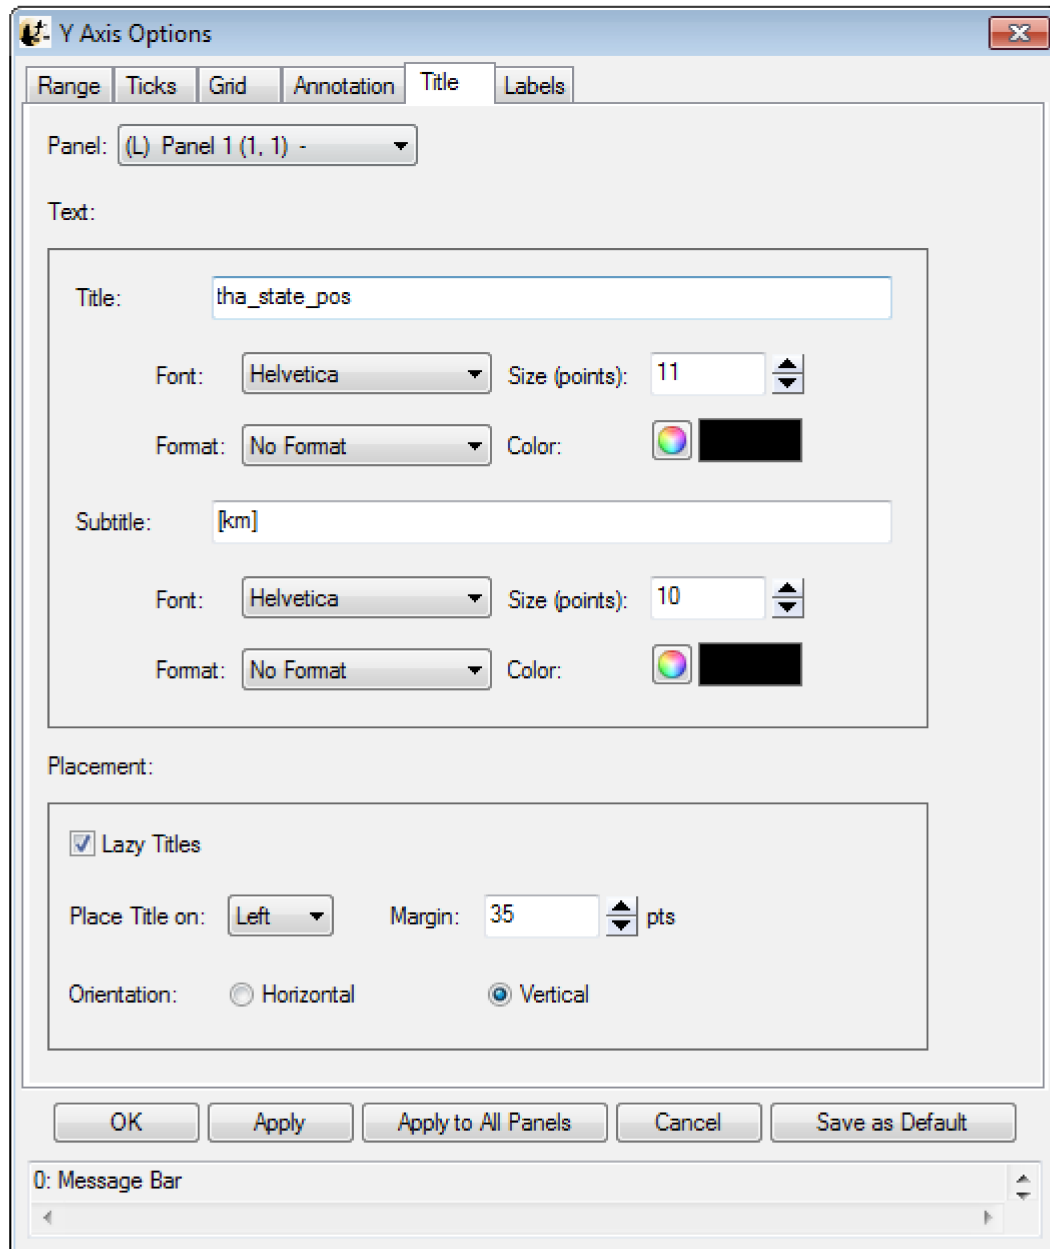 Y Axis Options
Range Ticks Grid Annotation Title Labels
Panel: (L) Panel 1 (1, 1) -
Text:
Title: tha_state_pos
Font: Helvetica Size (points): 11
Format: No Format Color:
Subtitle: [km]
Font: Helvetica Size (points): 10
Format: No Format Color:
Placement:
Lazy Titles
Place Title on: Left Margin: 35 pts
Orientation: Horizontal Vertical
OK Apply Apply to All Panels Cancel Save as Default
0: Message Bar